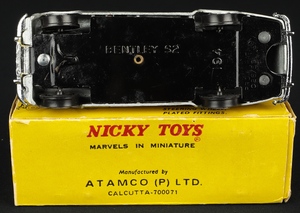 BENTLEY S2
194
PLATED FITTINGS.
NICKY TOYS
MARVELS IN MINIATURE
Manufactured by
ATAMCO (P) LTD.
CALCUTTA-700071